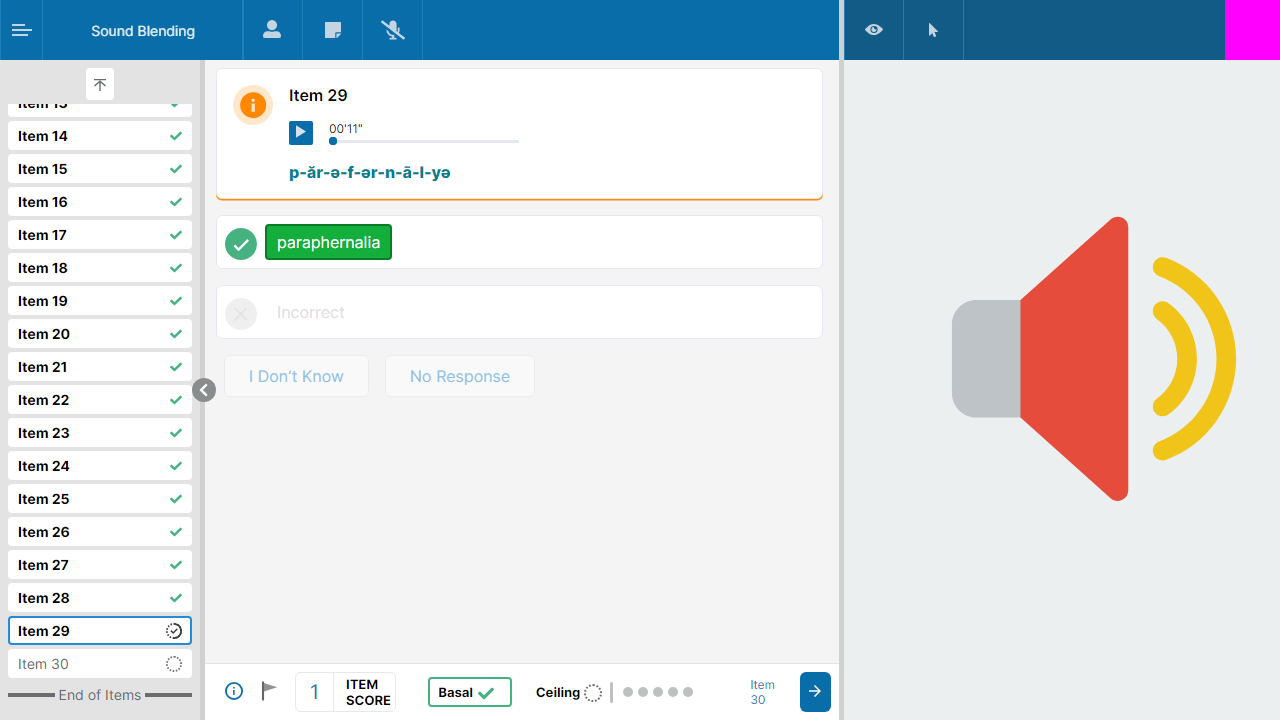 Sound Blending
Item 13
Item 14
Item 15
Item 16
Item 17
Item 18
Item 19
Item 20
Item 21
Item 22
Item 23
Item 24
Item 25
Item 26
Item 27
Item 28
Item 29
Item 30
End of Items
Item 29
00'11"
p-ăr-ə-f-ər-n-ā-l-yə
paraphernalia
Incorrect
I Don't Know
No Response
1
ITEM
SCORE
Basal
Ceiling
Item
30